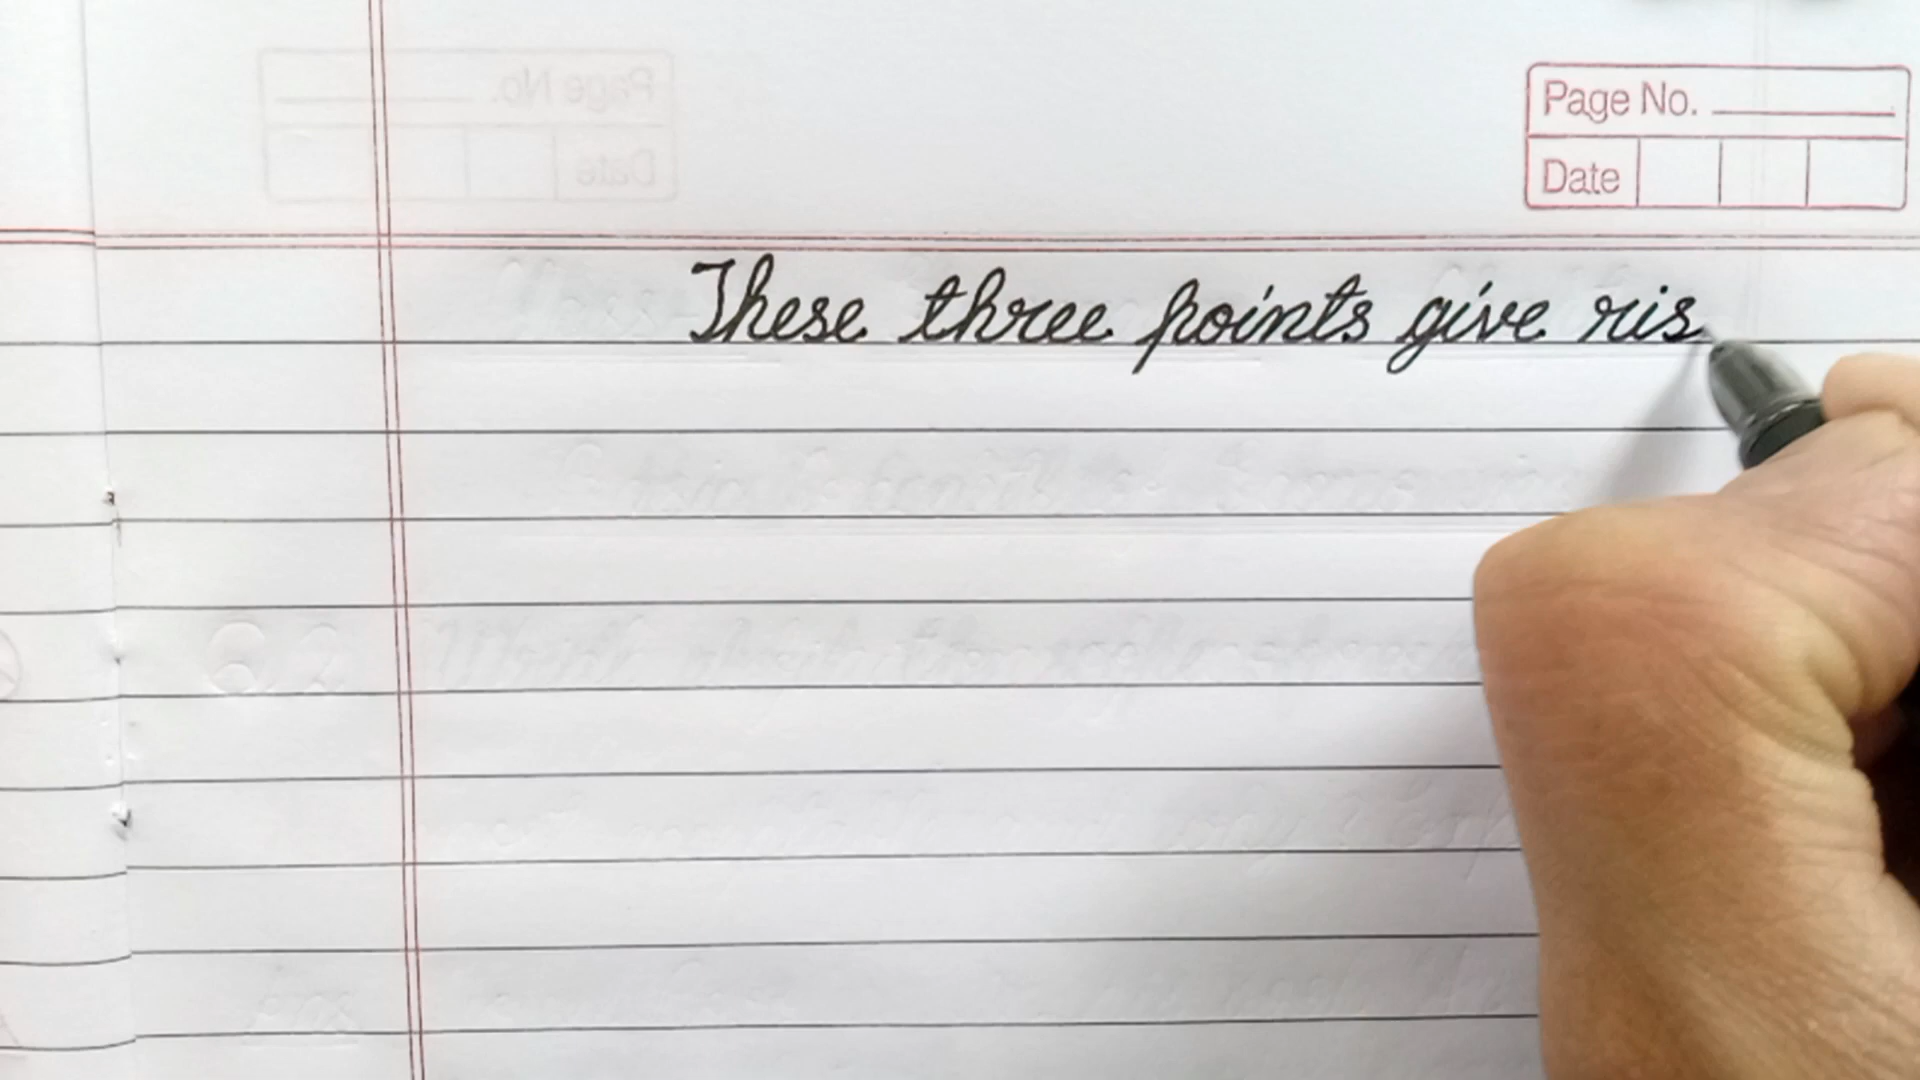 Page No.
Date
These three points give ris